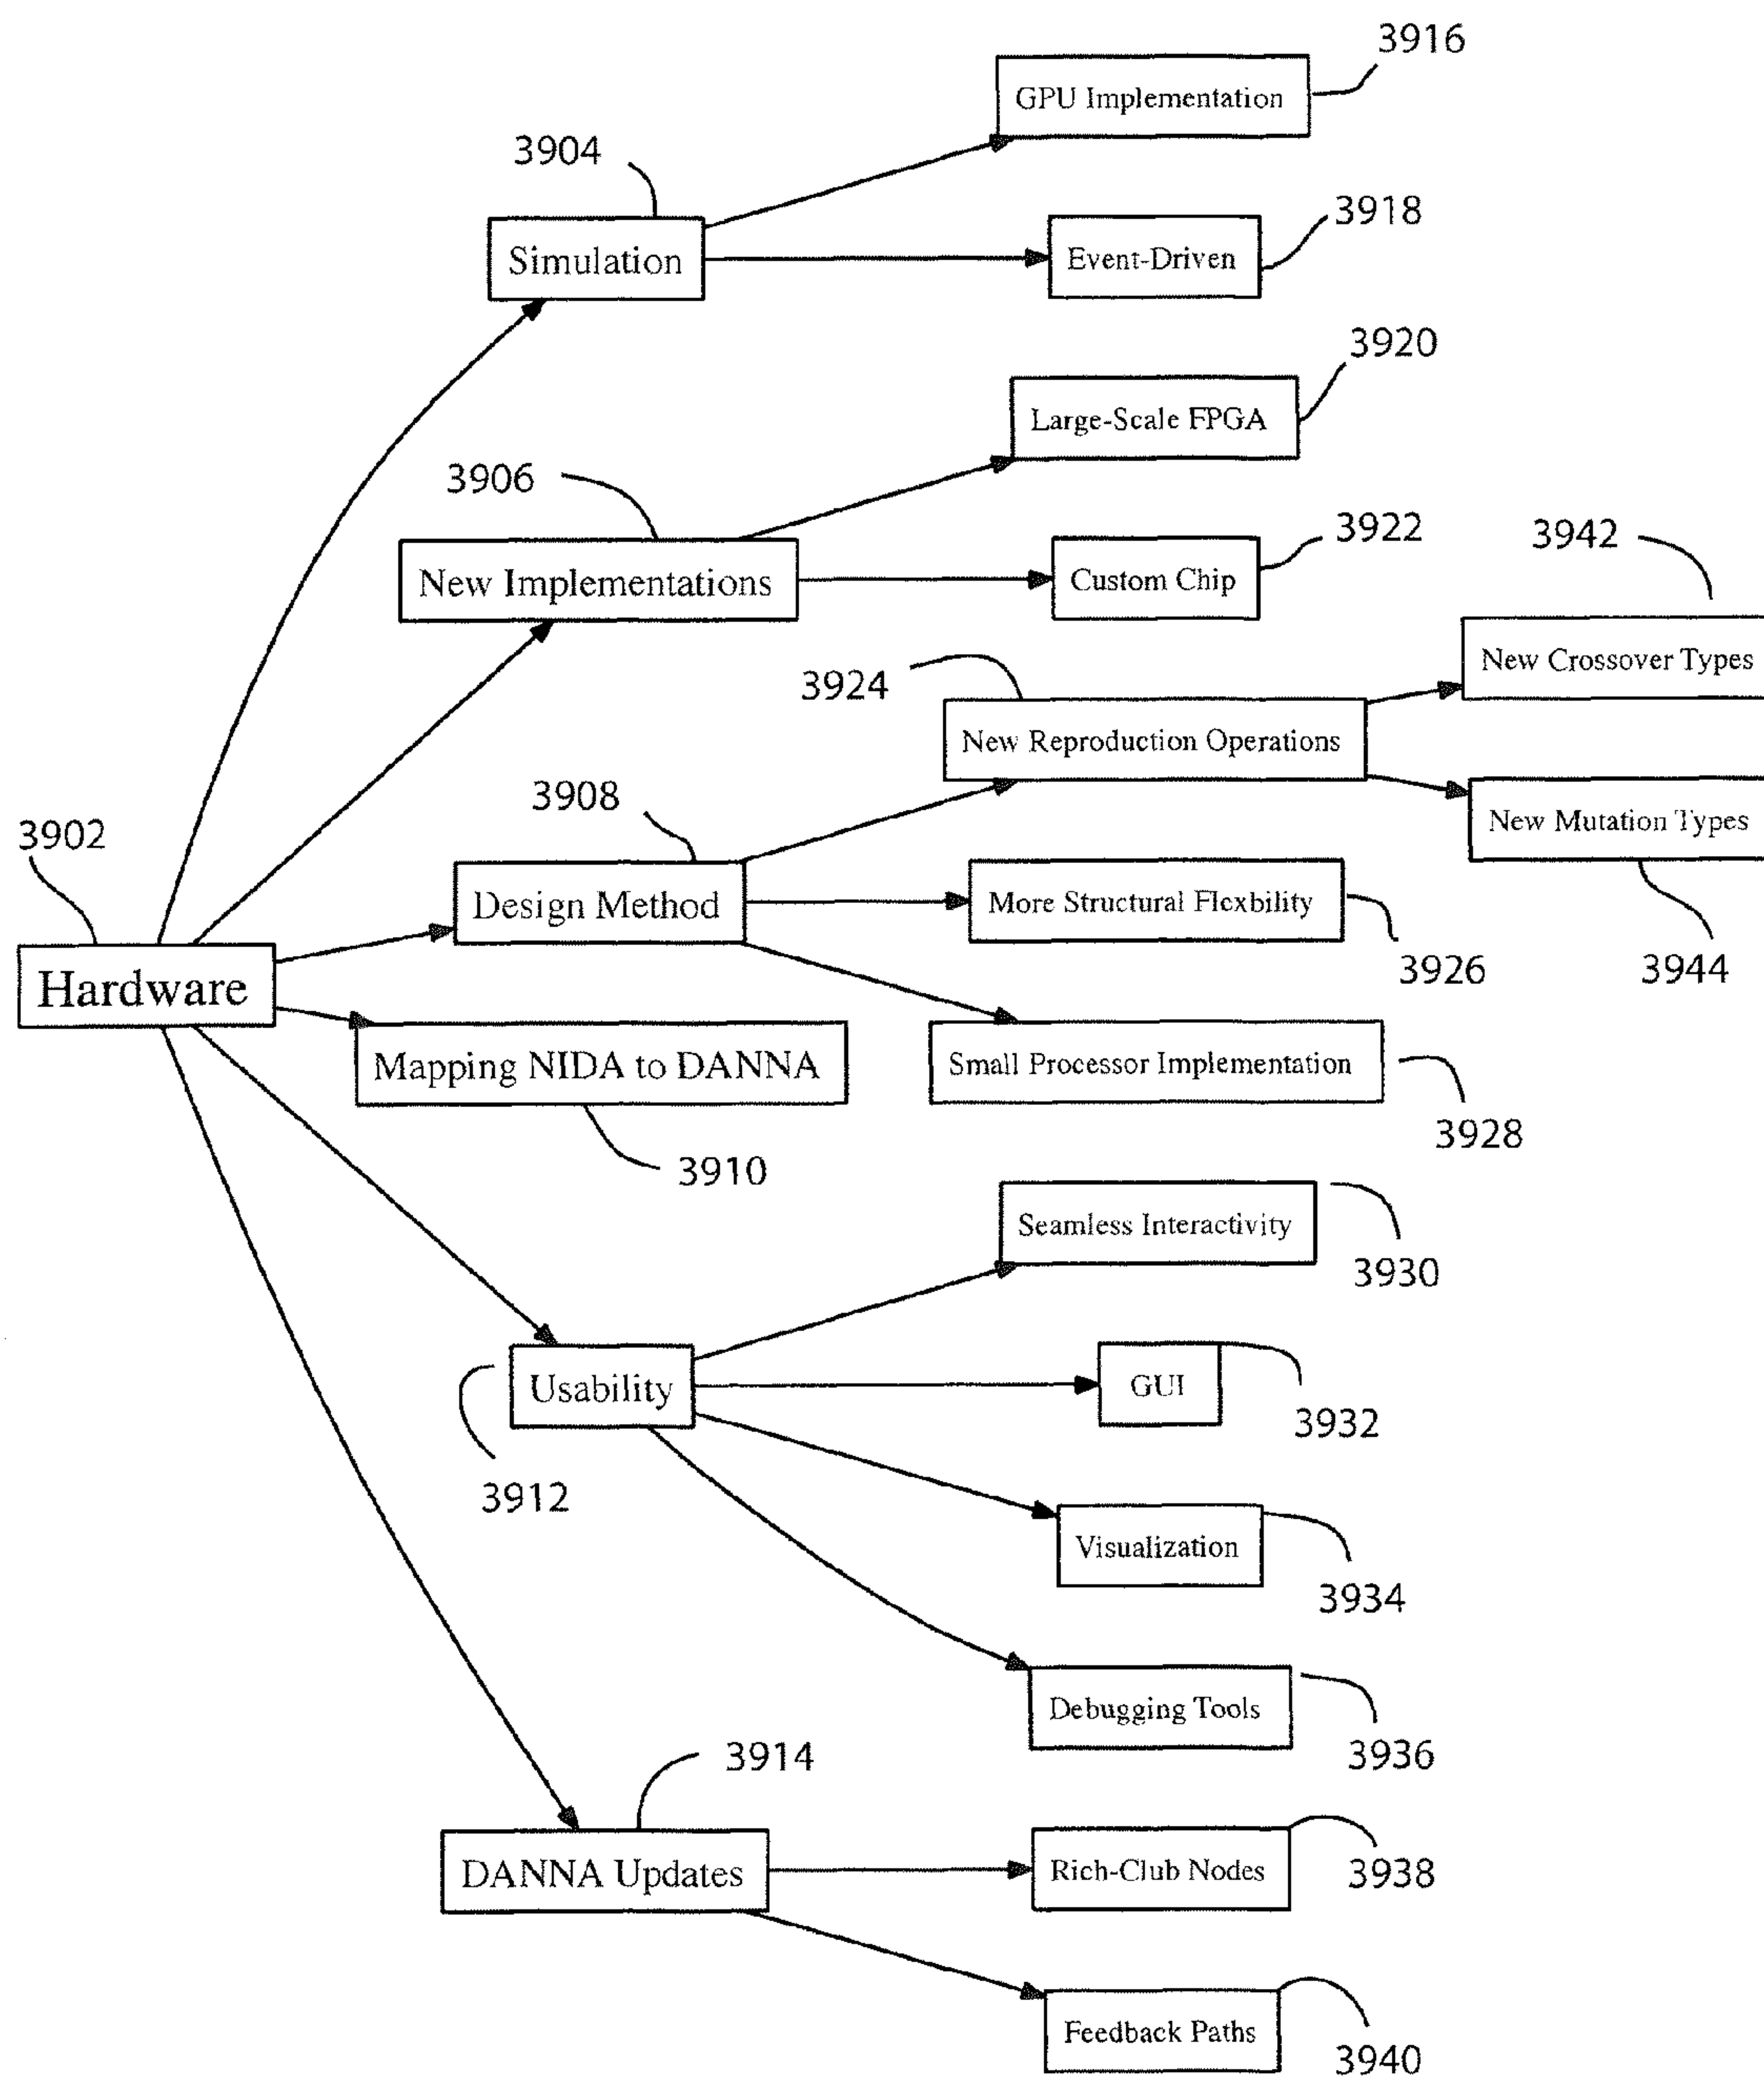 3916
GPU Implementation
3904
3918
Simulation
Event-Driven
3920
Large-Scale FPGA
3906
3922
3942
New Implementations
Custom Chip
New Crossover Types
3924
New Reproduction Operations
3908
New Mutation Types
3902
Design Method
More Structural Flexbility
3926
3944
Hardware
Mapping NIDA to DANNA
Small Processor Implementation
3928
3910
Seamless Interactivity
3930
Usability
GUI
3932
3912
Visualization
3934
Debugging Tools
3914
3936
DANNA Updates
Rich-Club Nodes
3938
Feedback Paths
3940